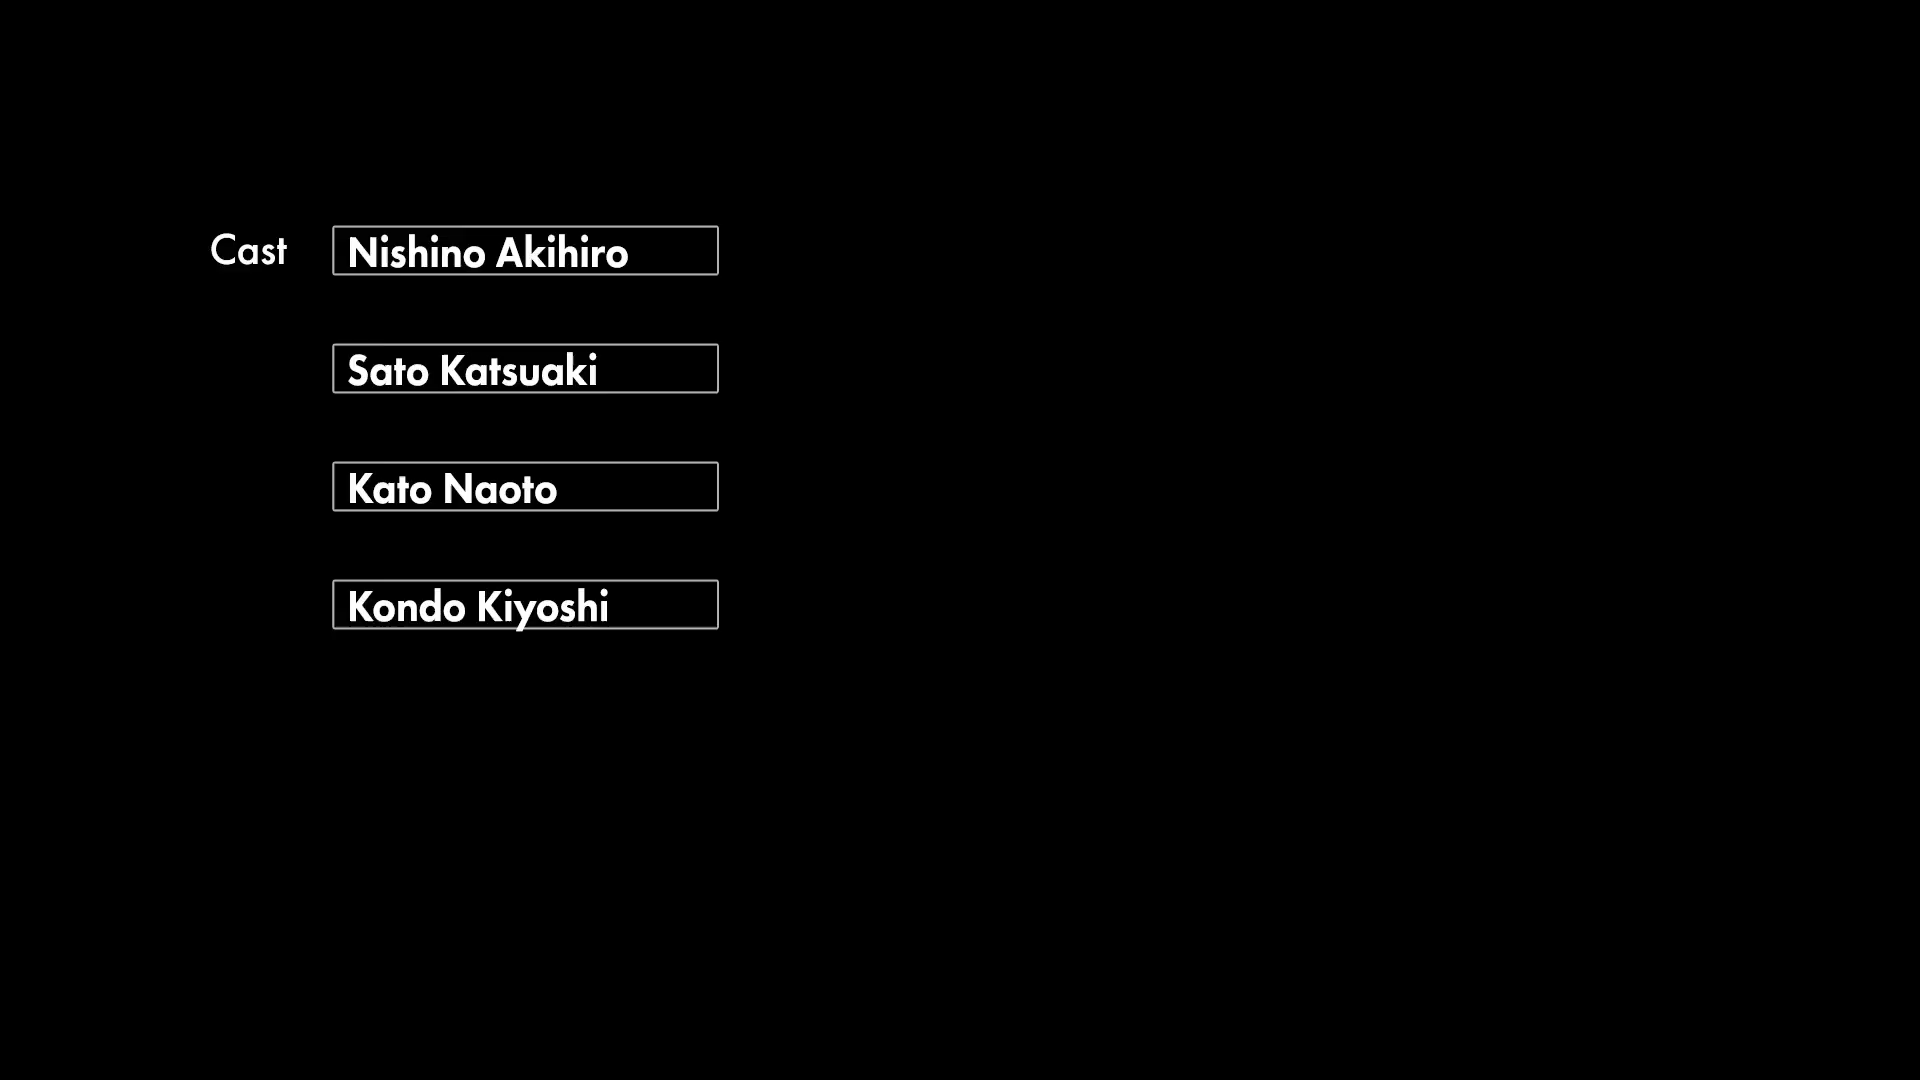 Cast Nishino Akihiro
Sato Katsuaki
Kato Naoto
Kondo Kiyoshi